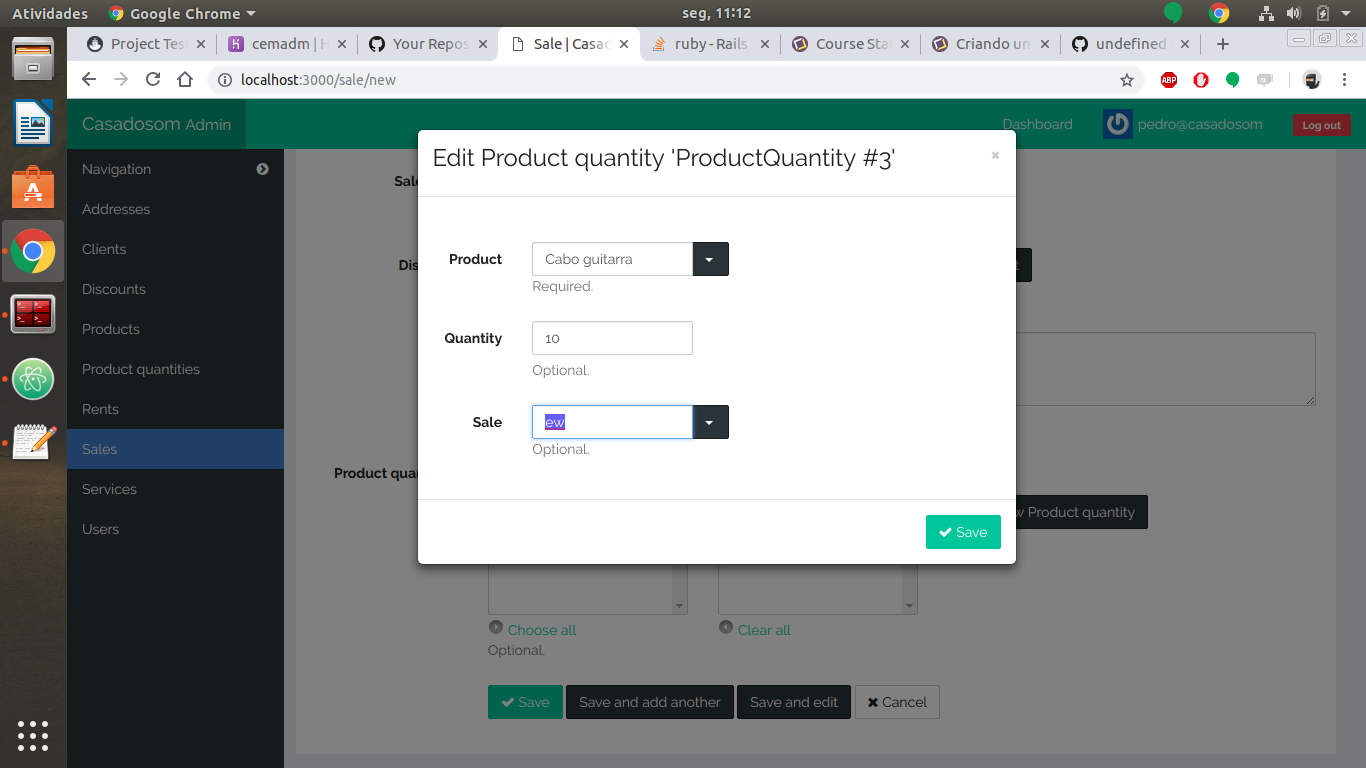 Atividades Google Chrome seg, 11:12
Project Tes cemadm | H Your Repos Sale | Casac ruby - Rails Course Sta Criando um undefined
localhost:3000/sale/new ABP
Casadosom Admin Dashboard pedro@casadosom Log out
Navigation
Addresses
Clients
Discounts
Products
Product quantities
Rents
Sales
Services
Users
Sale
Dis
Product qua
w Product quantity
Edit Product quantity 'ProductQuantity #3' ×
Product Cabo guitarra
Required.
Quantity 10
Optional.
Sale ew
Optional.
Save
Choose all Clear all
Optional.
Save Save and add another Save and edit Cancel